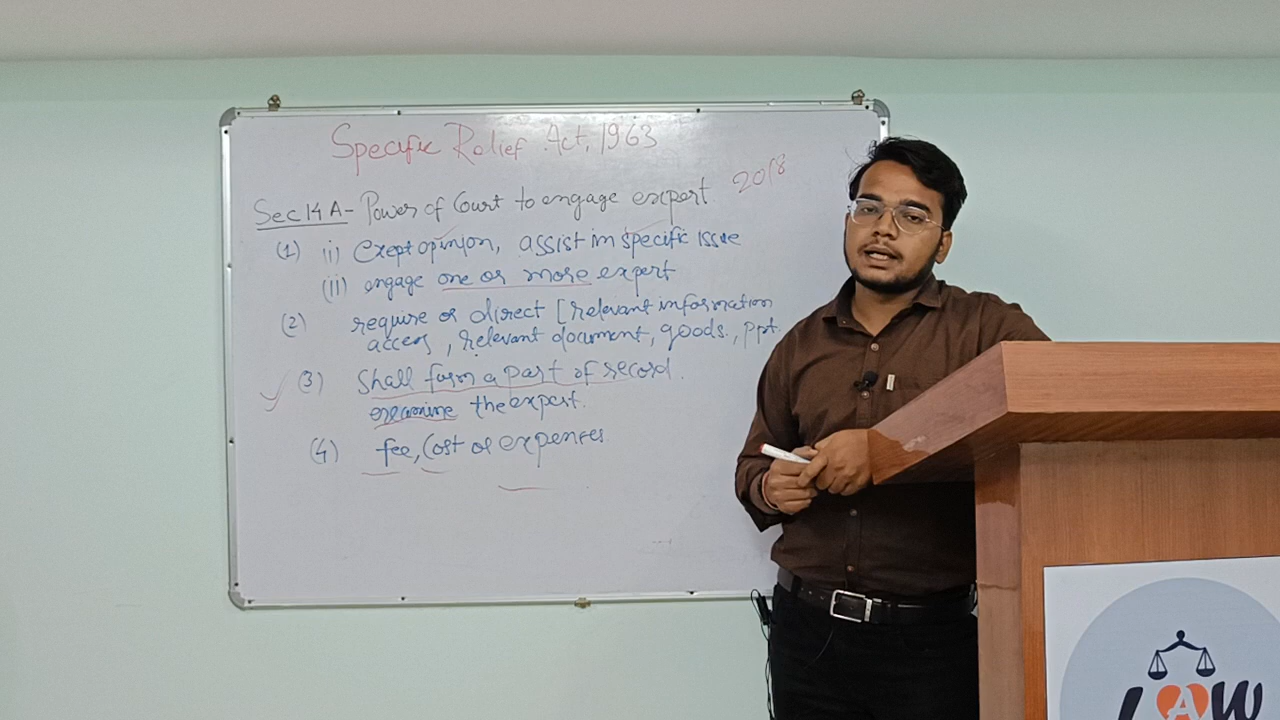 Specific Relief Act, 1963
2018
Sec 14 A - Power of Court to engage expert
(1) (i) Exept opinion, assist in specific issue
(ii) engage one or more expert
(2) require or direct [relevant information
access, relevant document, goods, ppt.
(3) Shall form a part of record.
examine the expert.
(4) fee, Cost or expenses
LAW